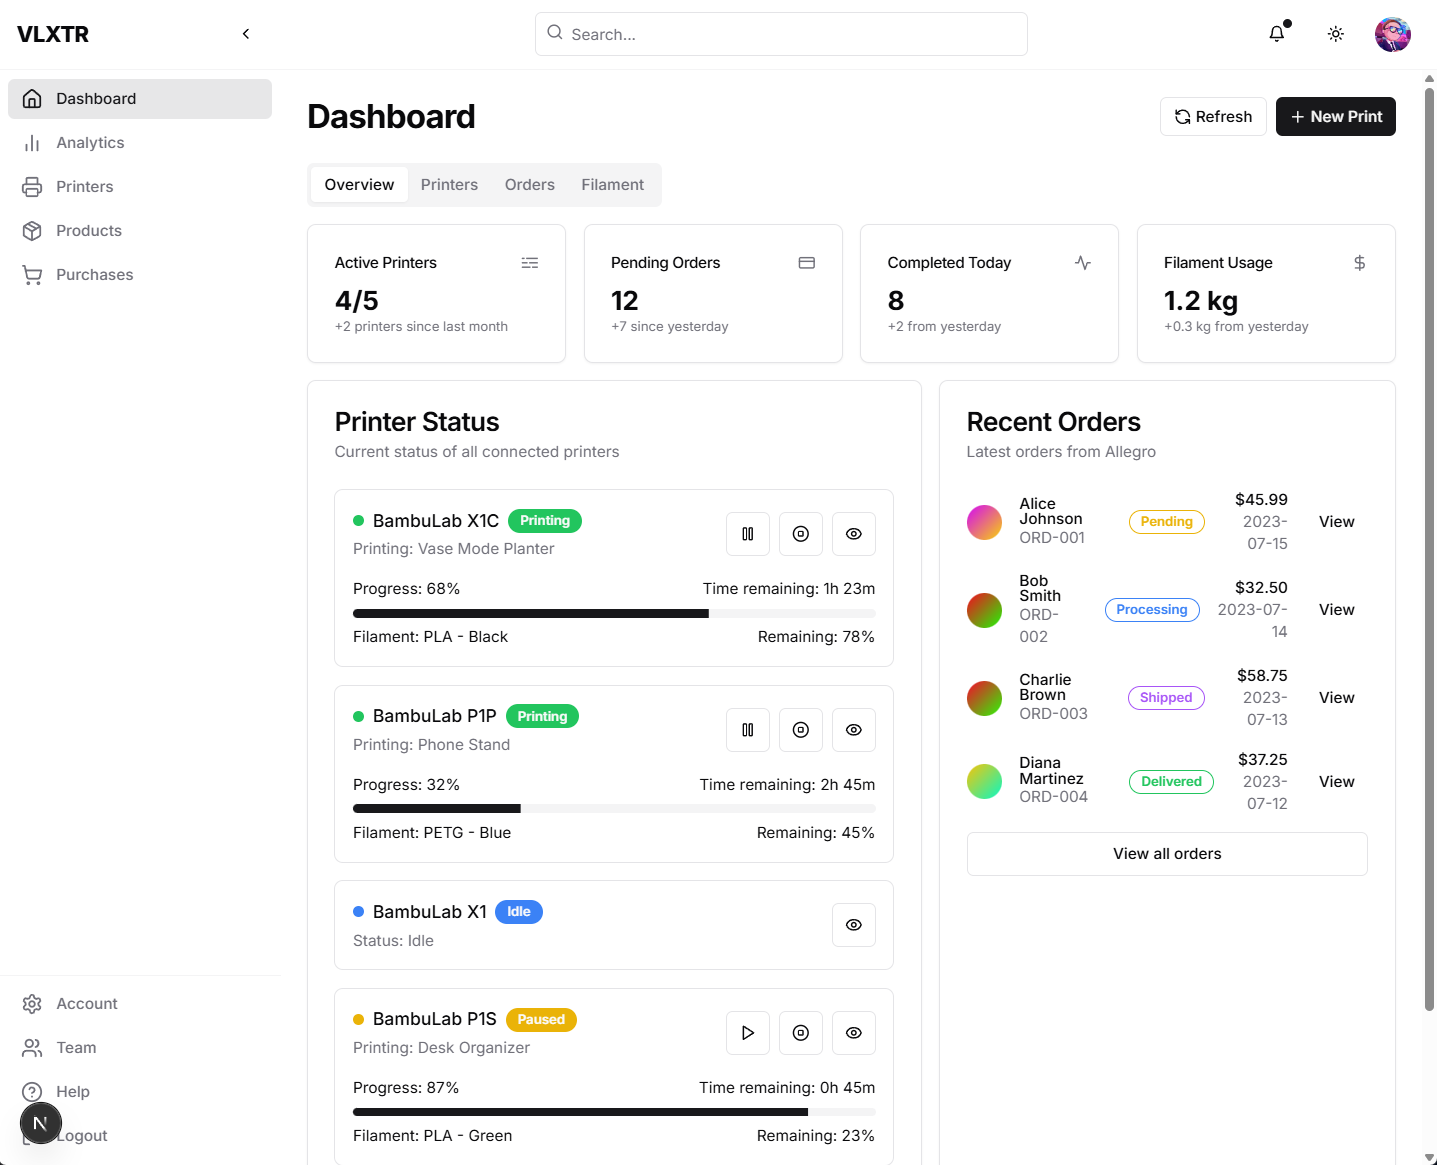 VLXTR
Search...
Dashboard
Analytics
Printers
Products
Purchases
Account
Team
Help
Logout
N
Dashboard
Refresh
New Print
Overview
Printers
Orders
Filament
Active Printers
4/5
+2 printers since last month
Pending Orders
12
+7 since yesterday
Completed Today
8
+2 from yesterday
Filament Usage
$
1.2 kg
+0.3 kg from yesterday
Printer Status
Current status of all connected printers
BambuLab X1C Printing
Printing: Vase Mode Planter
Progress: 68% Time remaining: 1h 23m
Filament: PLA - Black Remaining: 78%
BambuLab P1P Printing
Printing: Phone Stand
Progress: 32% Time remaining: 2h 45m
Filament: PETG - Blue Remaining: 45%
BambuLab X1 Idle
Status: Idle
BambuLab P1S Paused
Printing: Desk Organizer
Progress: 87% Time remaining: 0h 45m
Filament: PLA - Green Remaining: 23%
Recent Orders
Latest orders from Allegro
Alice
Johnson
ORD-001
Pending
$45.99
2023-
07-15
View
Bob
Smith
ORD-
002
Processing
$32.50
2023-07-
14
View
Charlie
Brown
ORD-003
Shipped
$58.75
2023-
07-13
View
Diana
Martinez
ORD-004
Delivered
$37.25
2023-
07-12
View
View all orders